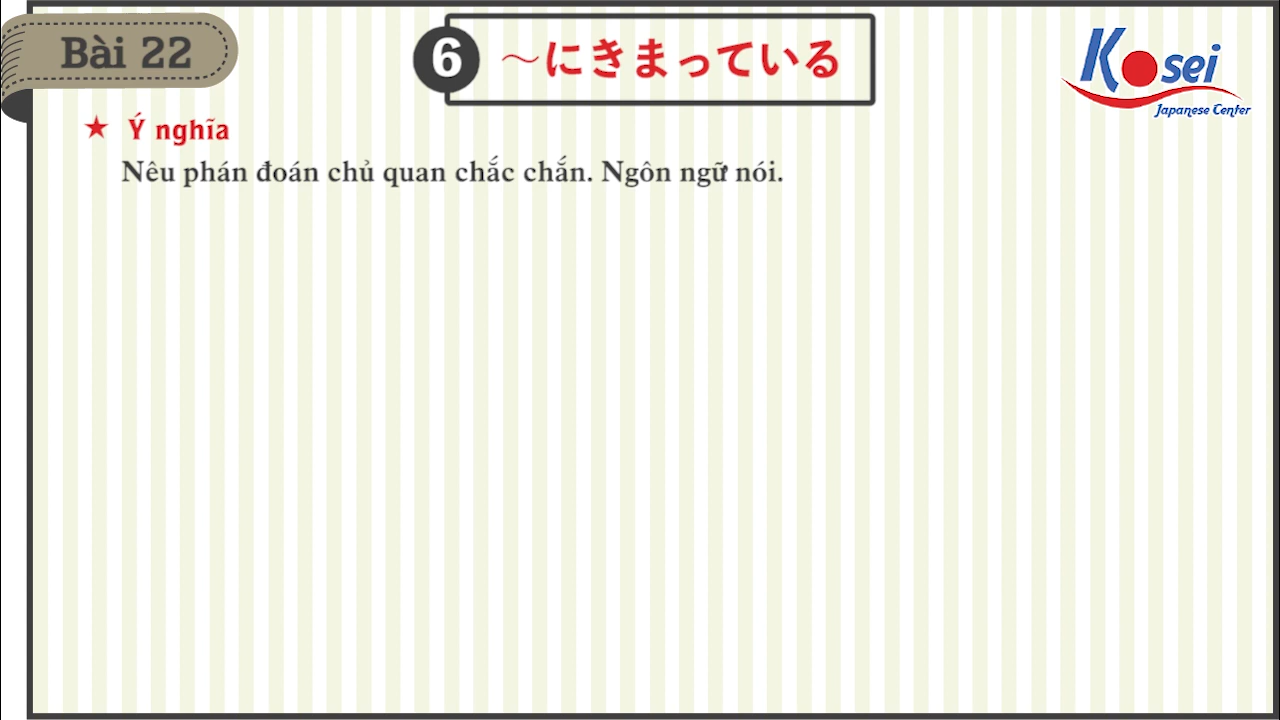 Bài 22
6 ～にきまっている
Kosei
Japanese Center
★ Ý nghĩa
Nêu phán đoán chủ quan chắc chắn. Ngôn ngữ nói.